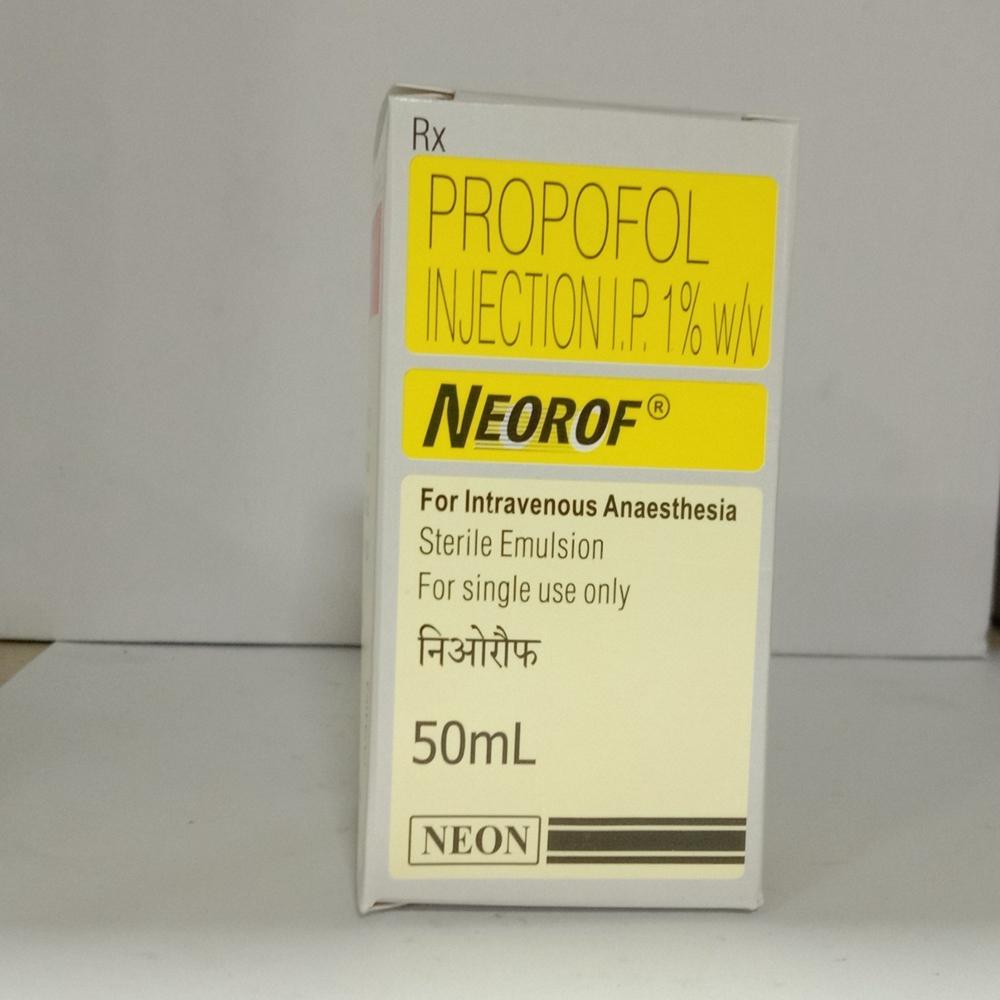 Rx
PROPOFOL
INJECTION I.P. 1% w/v
NEOROF®
For Intravenous Anaesthesia
Sterile Emulsion
For single use only
निओरौफ
50mL
NEON